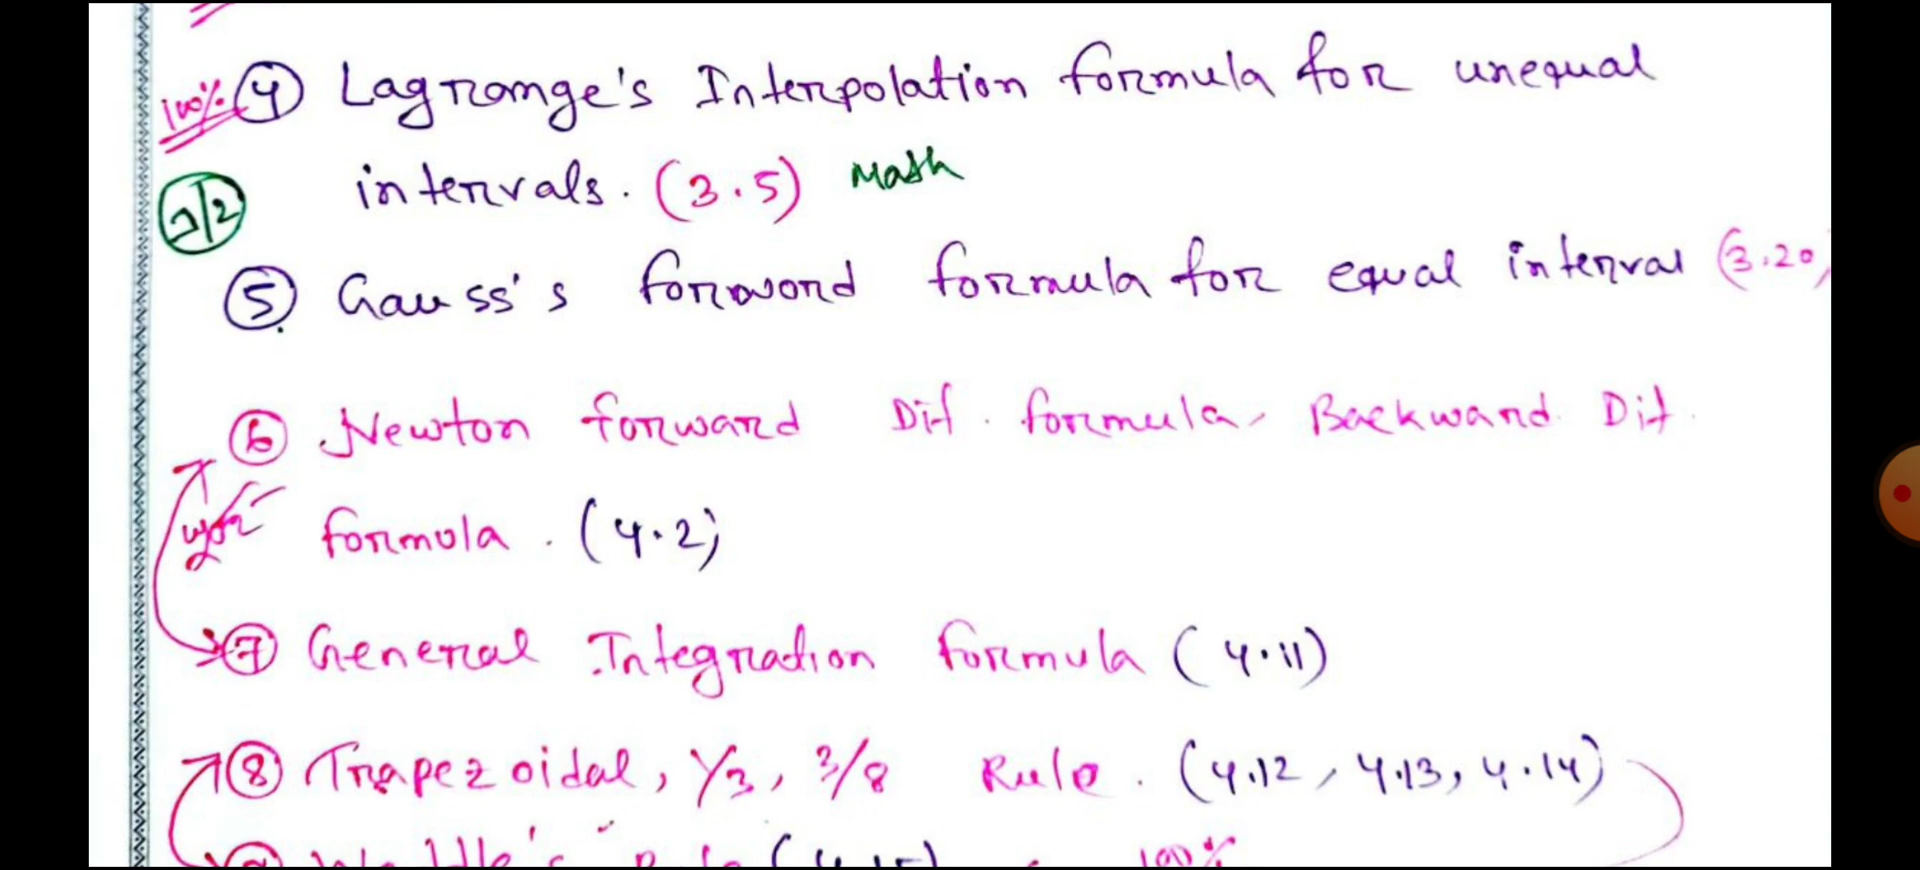 100% ④ Lagrange's Interpolation formula for unequal
intervals. (3.5) Math
⑤ Gauss's forword formula for equal interval (3.20)
⑥ Newton forward Dif. formula, Backward Dif.
formula. (4.2)
⑦ General Integration formula (4.11)
⑧ Trapezoidal, 1/3, 3/8 Rule. (4.12, 4.13, 4.14)
100%